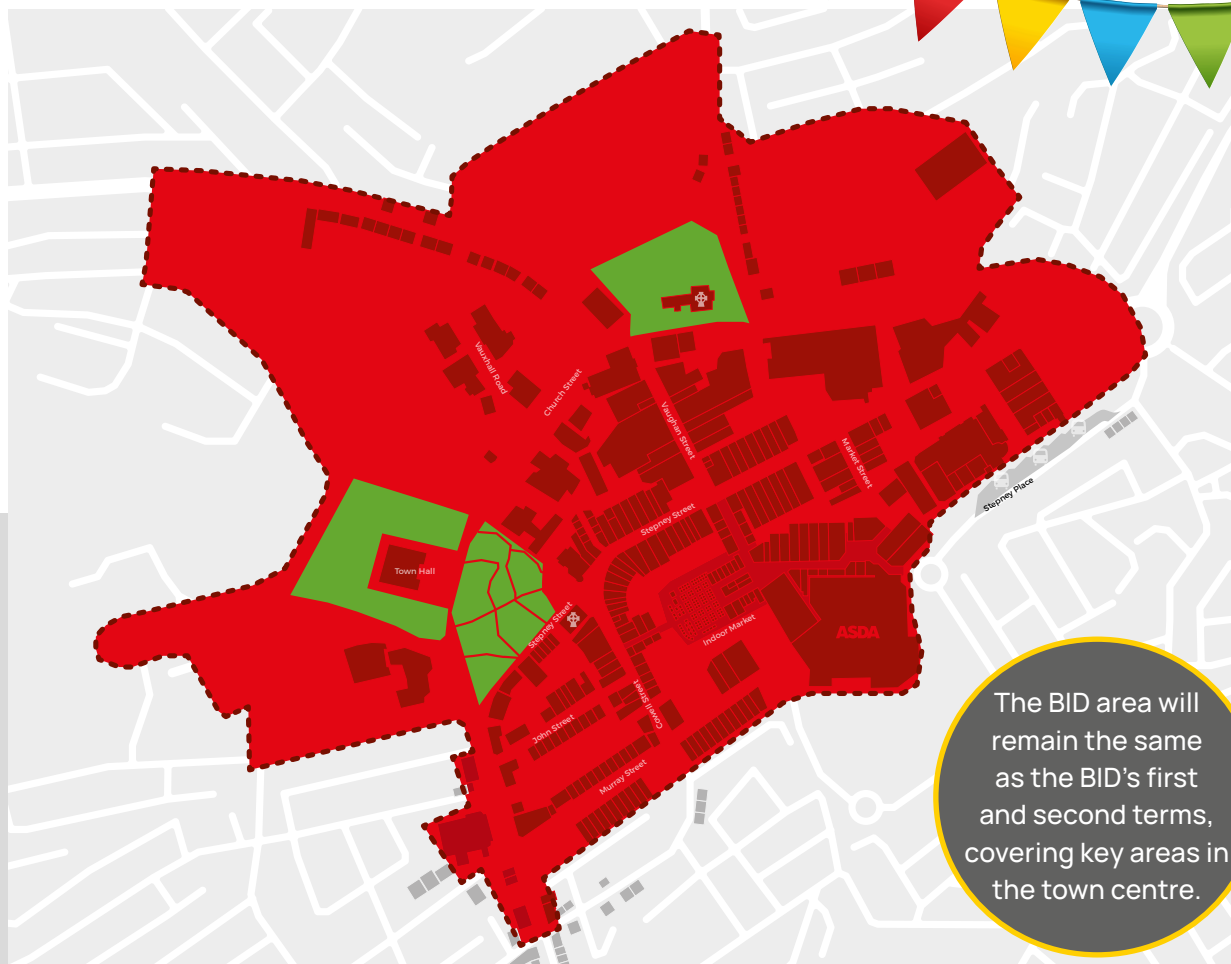 Vauxhall Road
Church Street
Vaughan Street
Market Street
Stepney Place
Stepney Street
Town Hall
Stepney Street
Indoor Market
ASDA
Cowell Street
John Street
Murray Street
The BID area will
remain the same
as the BID's first
and second terms,
covering key areas in
the town centre.